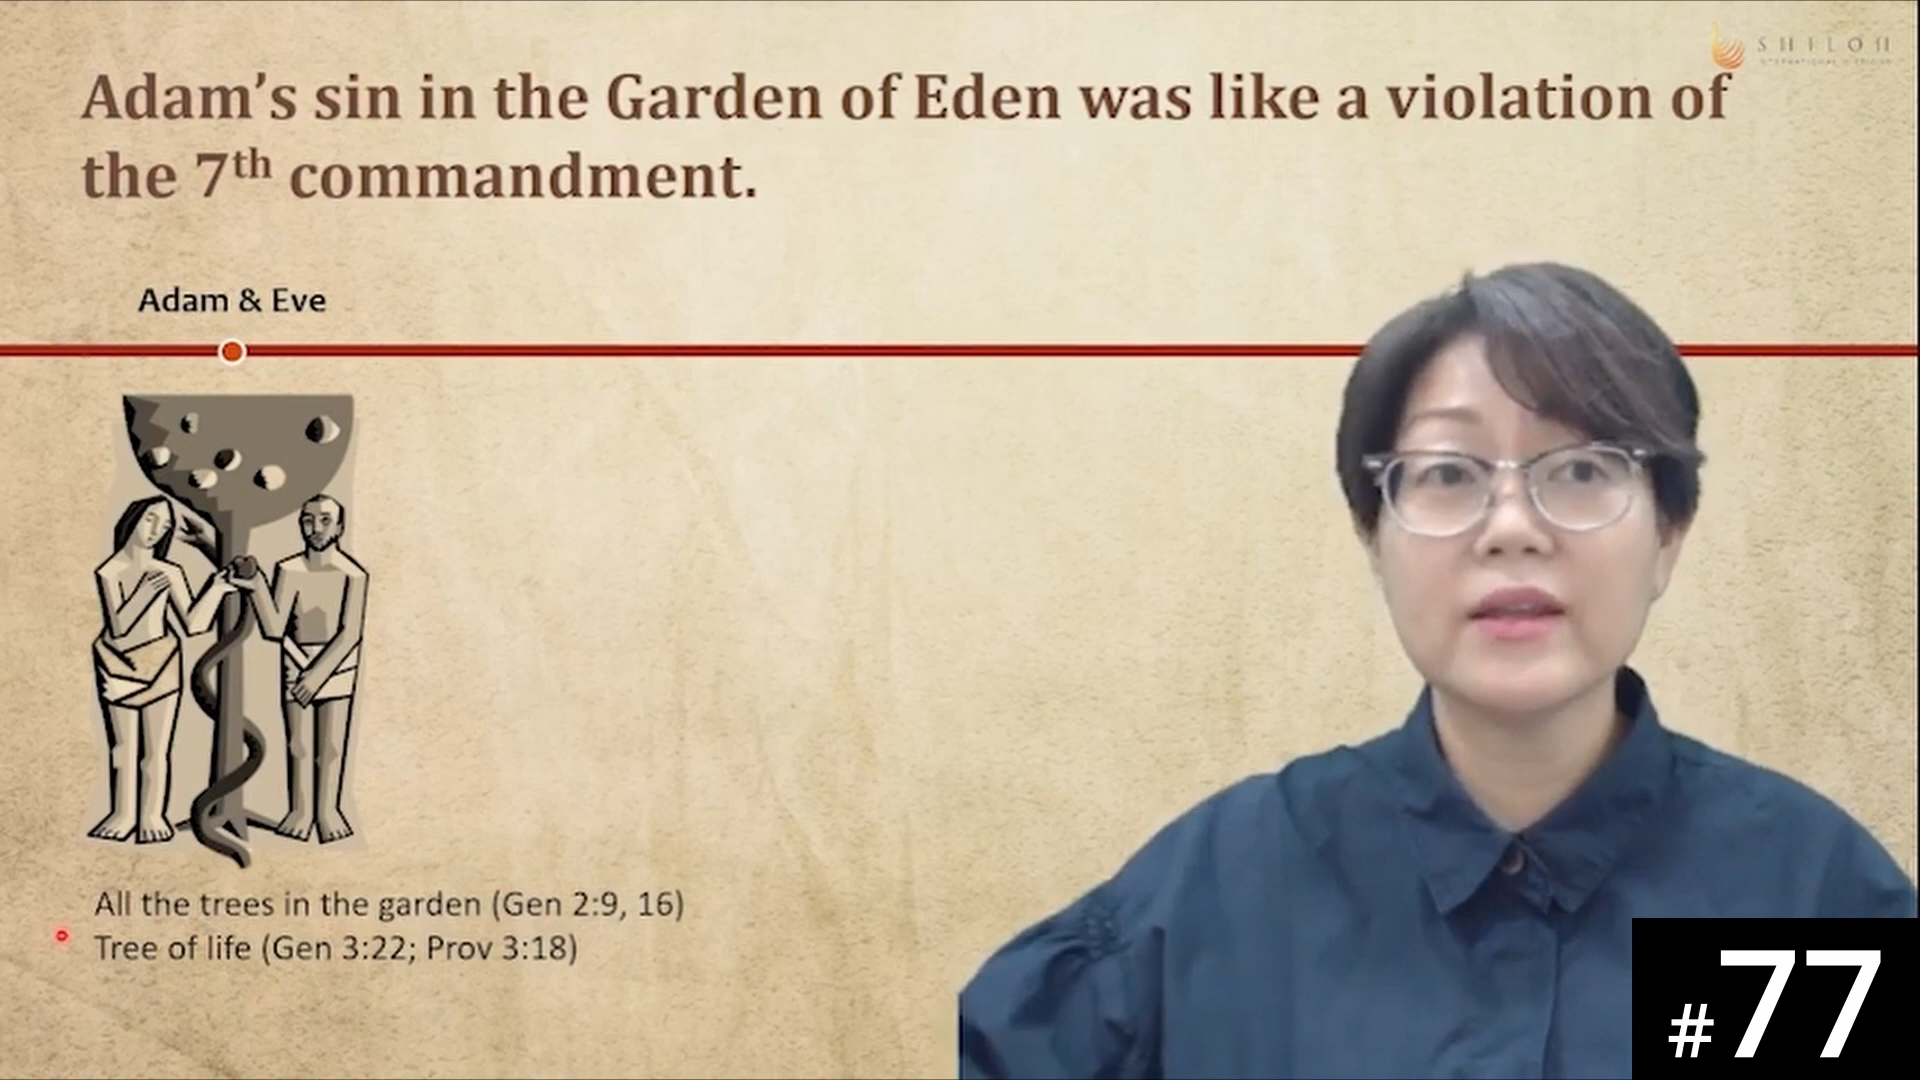 SHILOH
Adam’s sin in the Garden of Eden was like a violation of
the 7th commandment.
Adam & Eve
All the trees in the garden (Gen 2:9, 16)
Tree of life (Gen 3:22; Prov 3:18)
#77